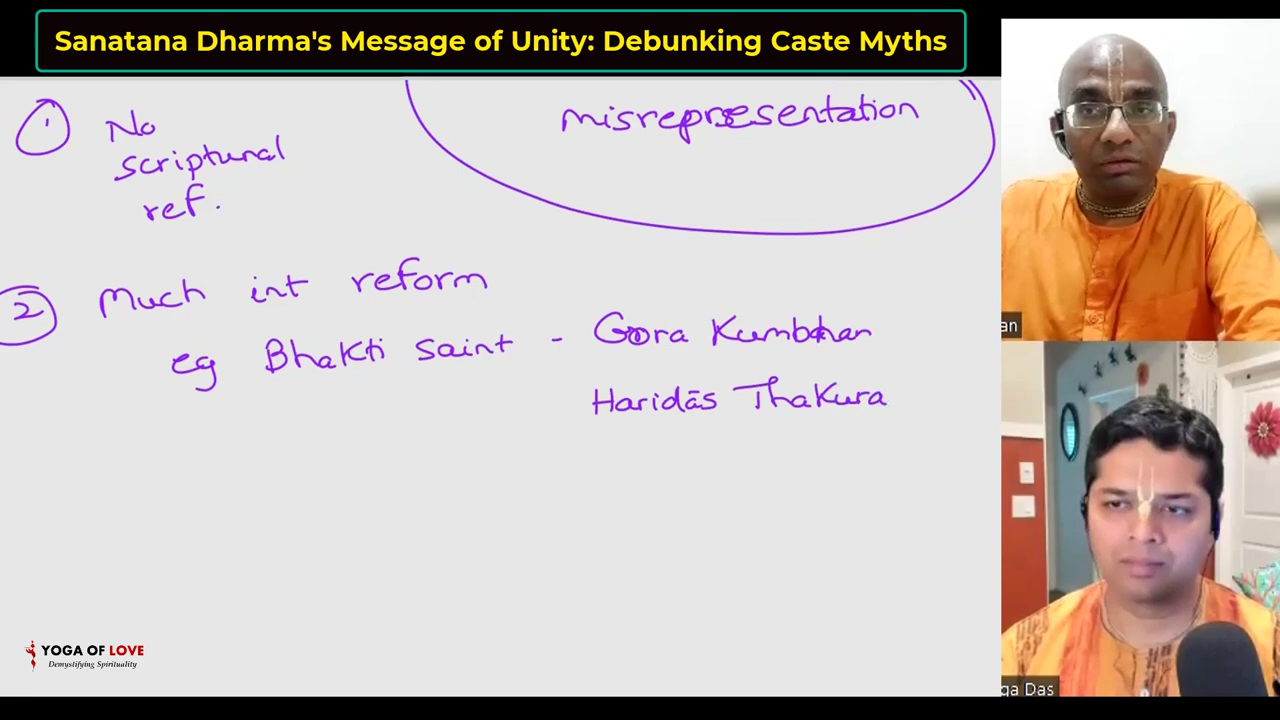 Sanatana Dharma's Message of Unity: Debunking Caste Myths
misrepresentation
1 No
scriptural
ref.
2 Much int reform
eg Bhakti saint - Gora Kumbhar
Haridās Thakura
an
YOGA OF LOVE
Demystifying Spirituality
ga Das